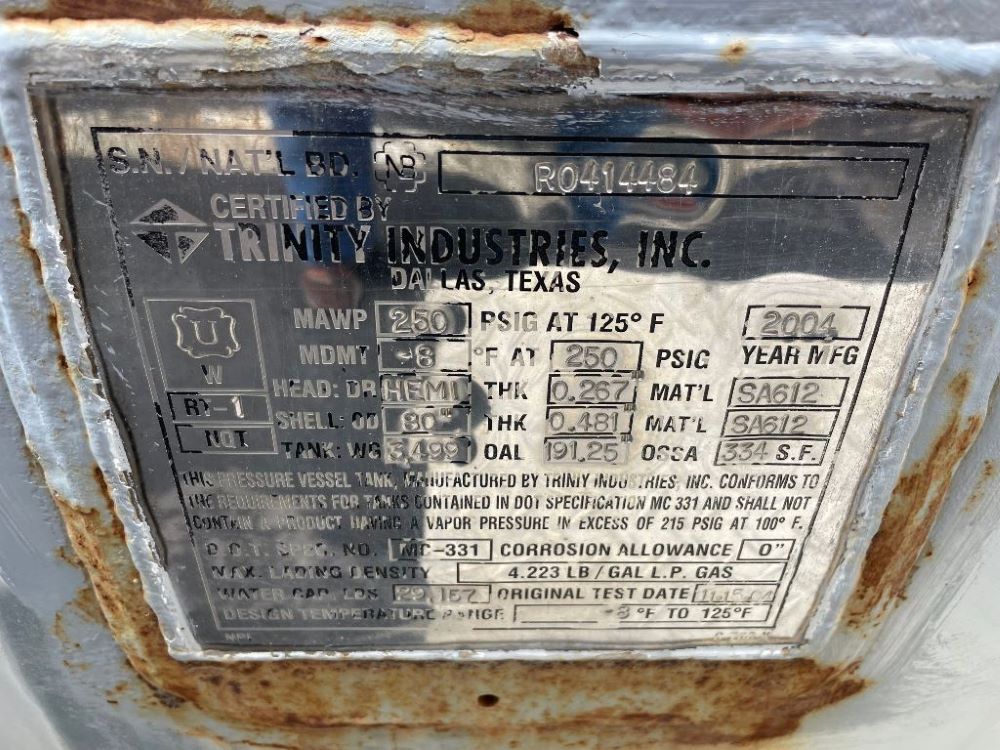 S.N./NAT'L BD. NB RO414484
CERTIFIED BY
TRINITY INDUSTRIES, INC.
DALLAS, TEXAS
U
W
MAWP 250 PSIG AT 125° F 2004
MDMT -8 °F AT 250 PSIG YEAR MFG
HEAD: DR HEMI THK 0.267 MAT'L SA612
RT-1 SHELL: OD 80" THK 0.481 MAT'L SA612
TANK: WG 3,499 OAL 191.25 OSSA 334 S.F.
THIS PRESSURE VESSEL TANK, MANUFACTURED BY TRINITY INDUSTRIES, INC. CONFORMS TO
THE REQUIREMENTS FOR TANKS CONTAINED IN DOT SPECIFICATION MC 331 AND SHALL NOT
CONTAIN A PRODUCT HAVING A VAPOR PRESSURE IN EXCESS OF 215 PSIG AT 100° F.
D.O.T. SPEC. NO. MC-331 CORROSION ALLOWANCE 0"
MAX. LADING DENSITY 4.223 LB/GAL L.P. GAS
WATER CAP. LBS 29,157 ORIGINAL TEST DATE
DESIGN TEMPERATURE RANGE -8 °F TO 125°F